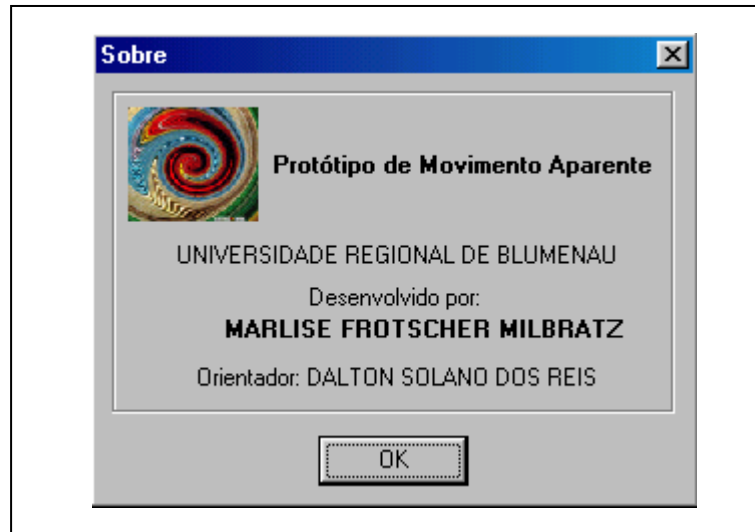 Sobre
Protótipo de Movimento Aparente
UNIVERSIDADE REGIONAL DE BLUMENAU
Desenvolvido por:
MARLISE FROTSCHER MILBRATZ
Orientador: DALTON SOLANO DOS REIS
OK